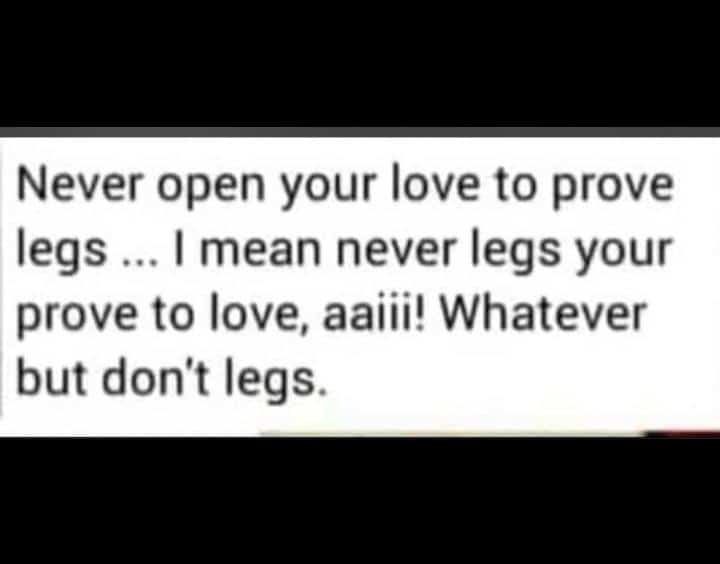 Never open your love to prove
legs ... I mean never legs your
prove to love, aaiii! Whatever
but don't legs.